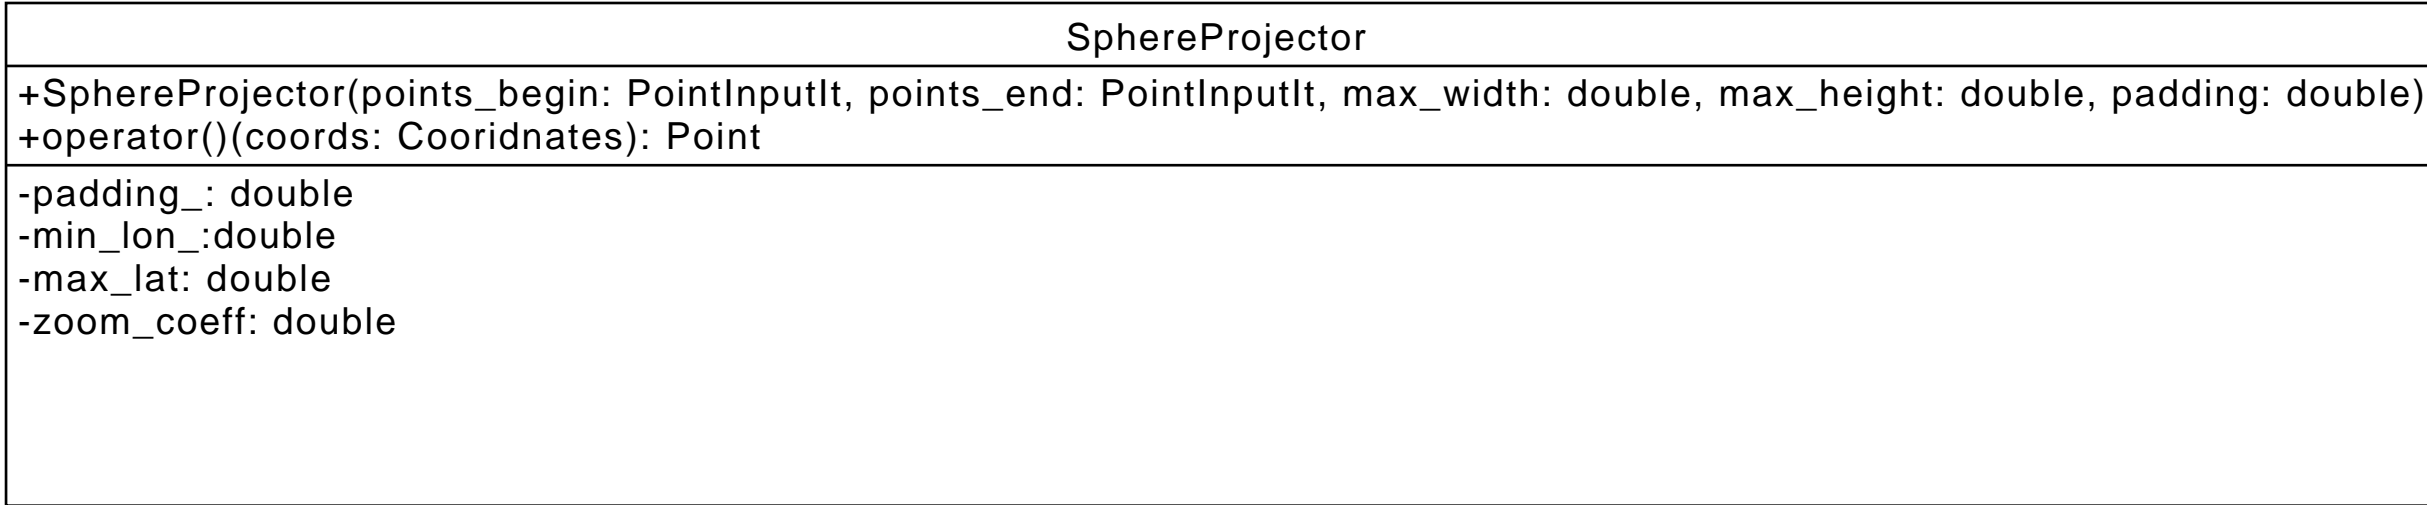 SphereProjector
+SphereProjector(points_begin: PointInputIt, points_end: PointInputIt, max_width: double, max_height: double, padding: double)
+operator()(coords: Cooridnates): Point
-padding_: double
-min_lon_:double
-max_lat: double
-zoom_coeff: double